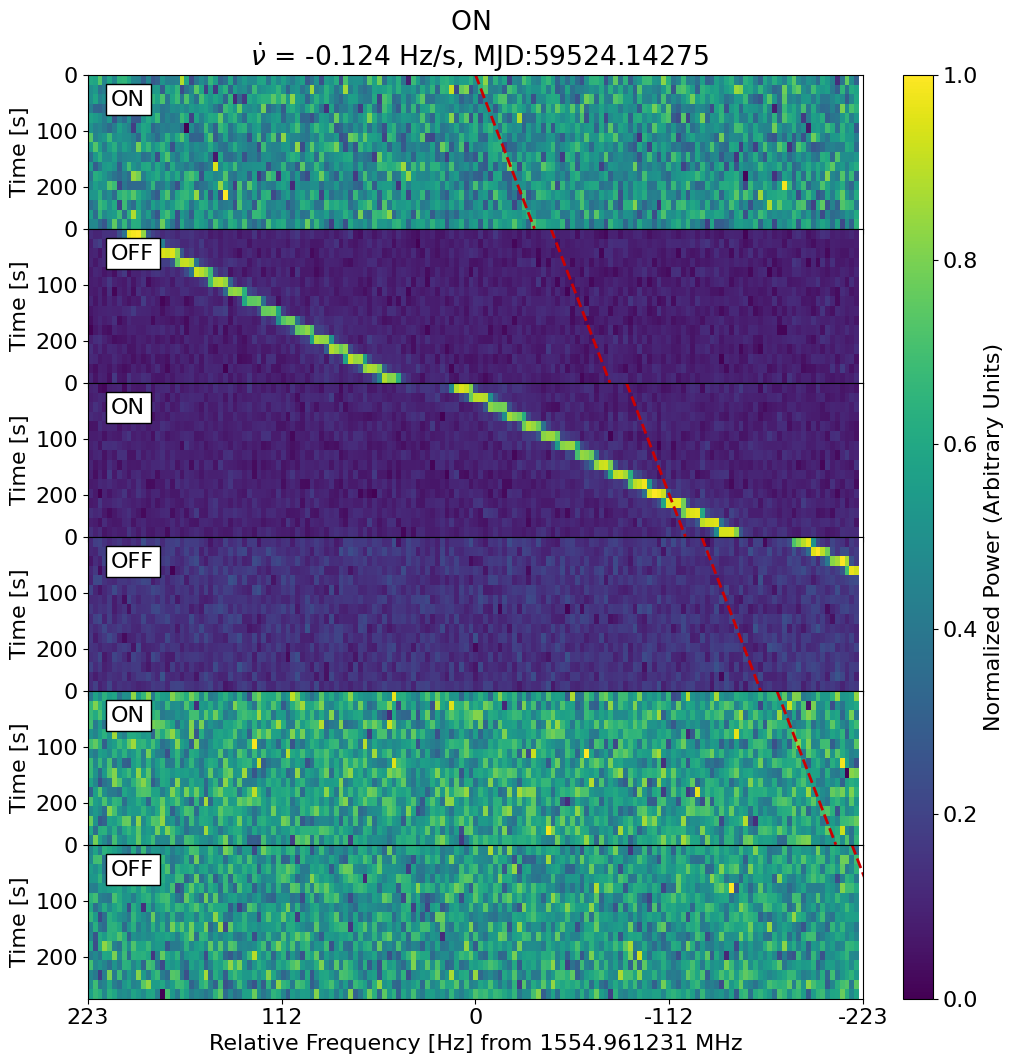 ON
ν̇ = -0.124 Hz/s, MJD:59524.14275
0
100
200
Time [s]
ON
0
100
200
Time [s]
OFF
0
100
200
Time [s]
ON
0
100
200
Time [s]
OFF
0
100
200
Time [s]
ON
0
100
200
Time [s]
OFF
223
112
0
-112
-223
Relative Frequency [Hz] from 1554.961231 MHz
1.0
0.8
0.6
0.4
0.2
0.0
Normalized Power (Arbitrary Units)